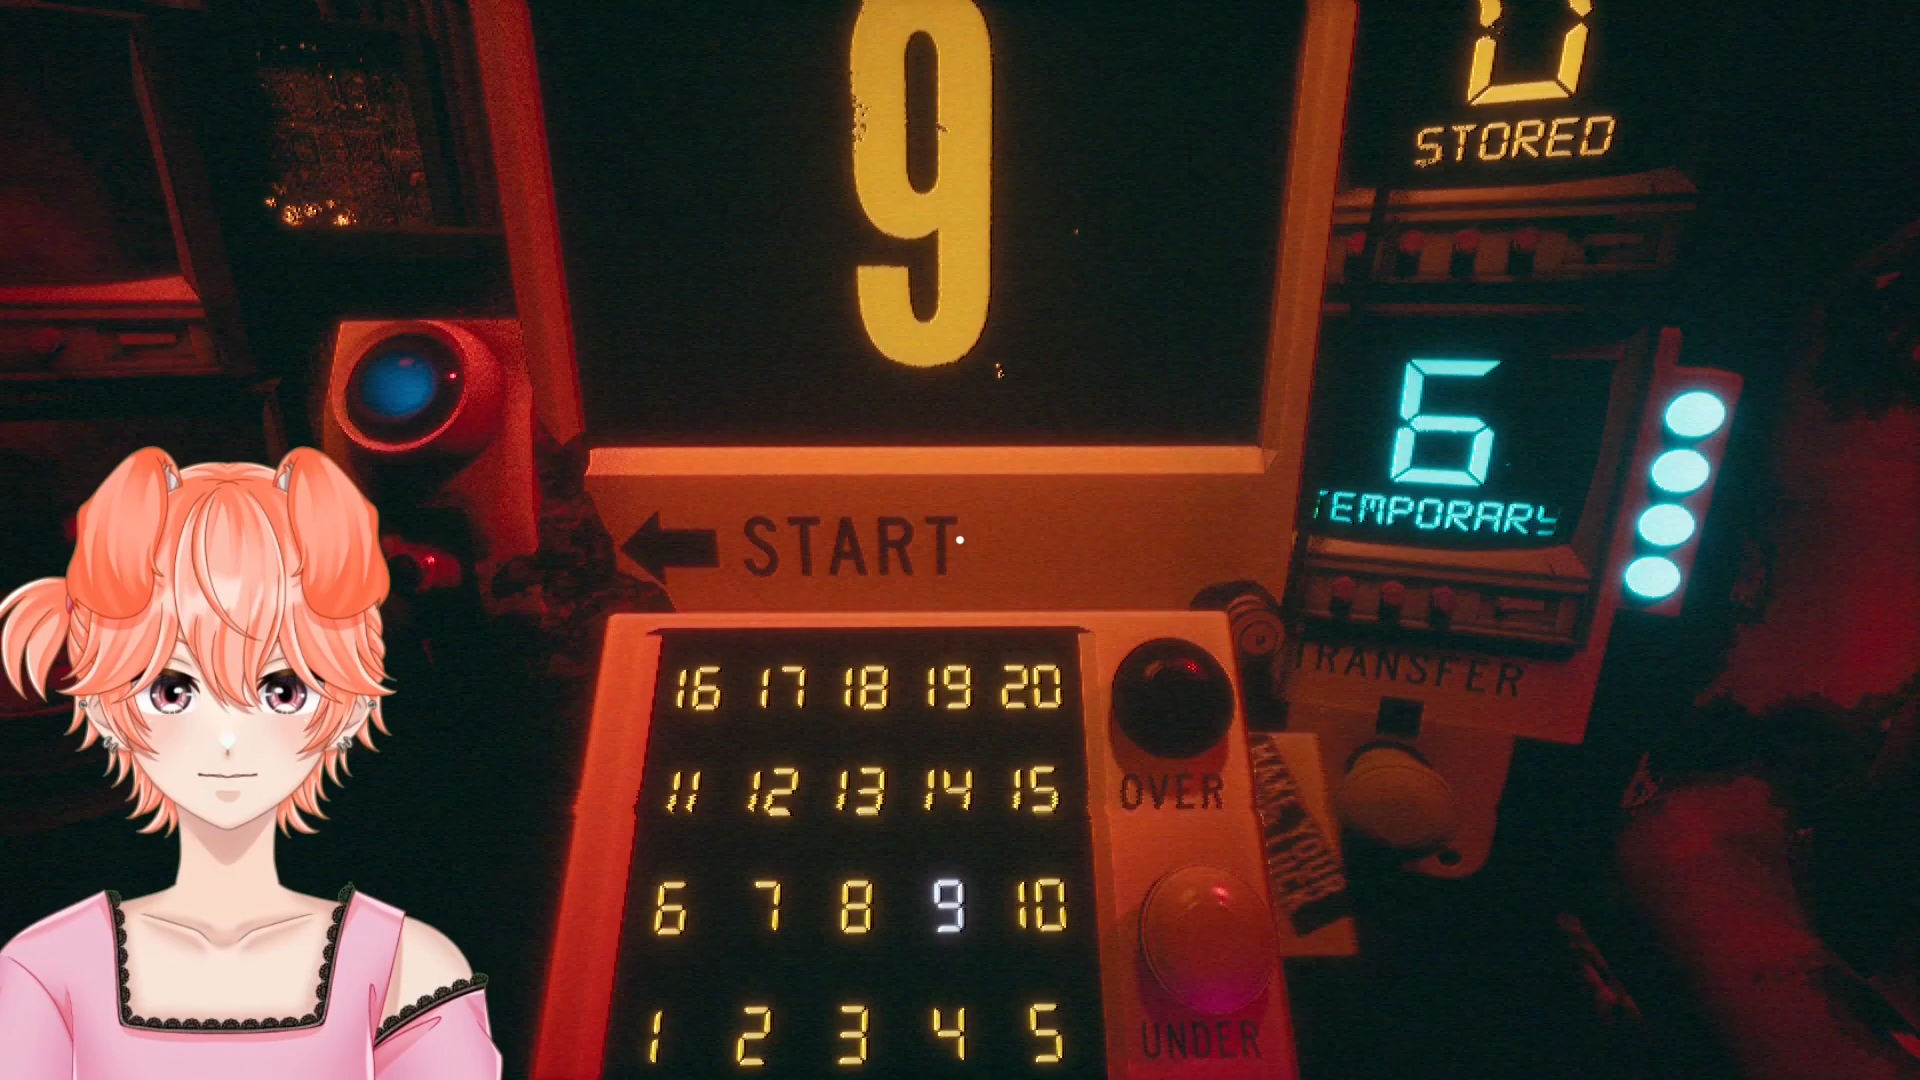 9
0
STORED
6
TEMPORARY
START
TRANSFER
16 17 18 19 20
11 12 13 14 15
6 7 8 9 10
1 2 3 4 5
OVER
UNDER